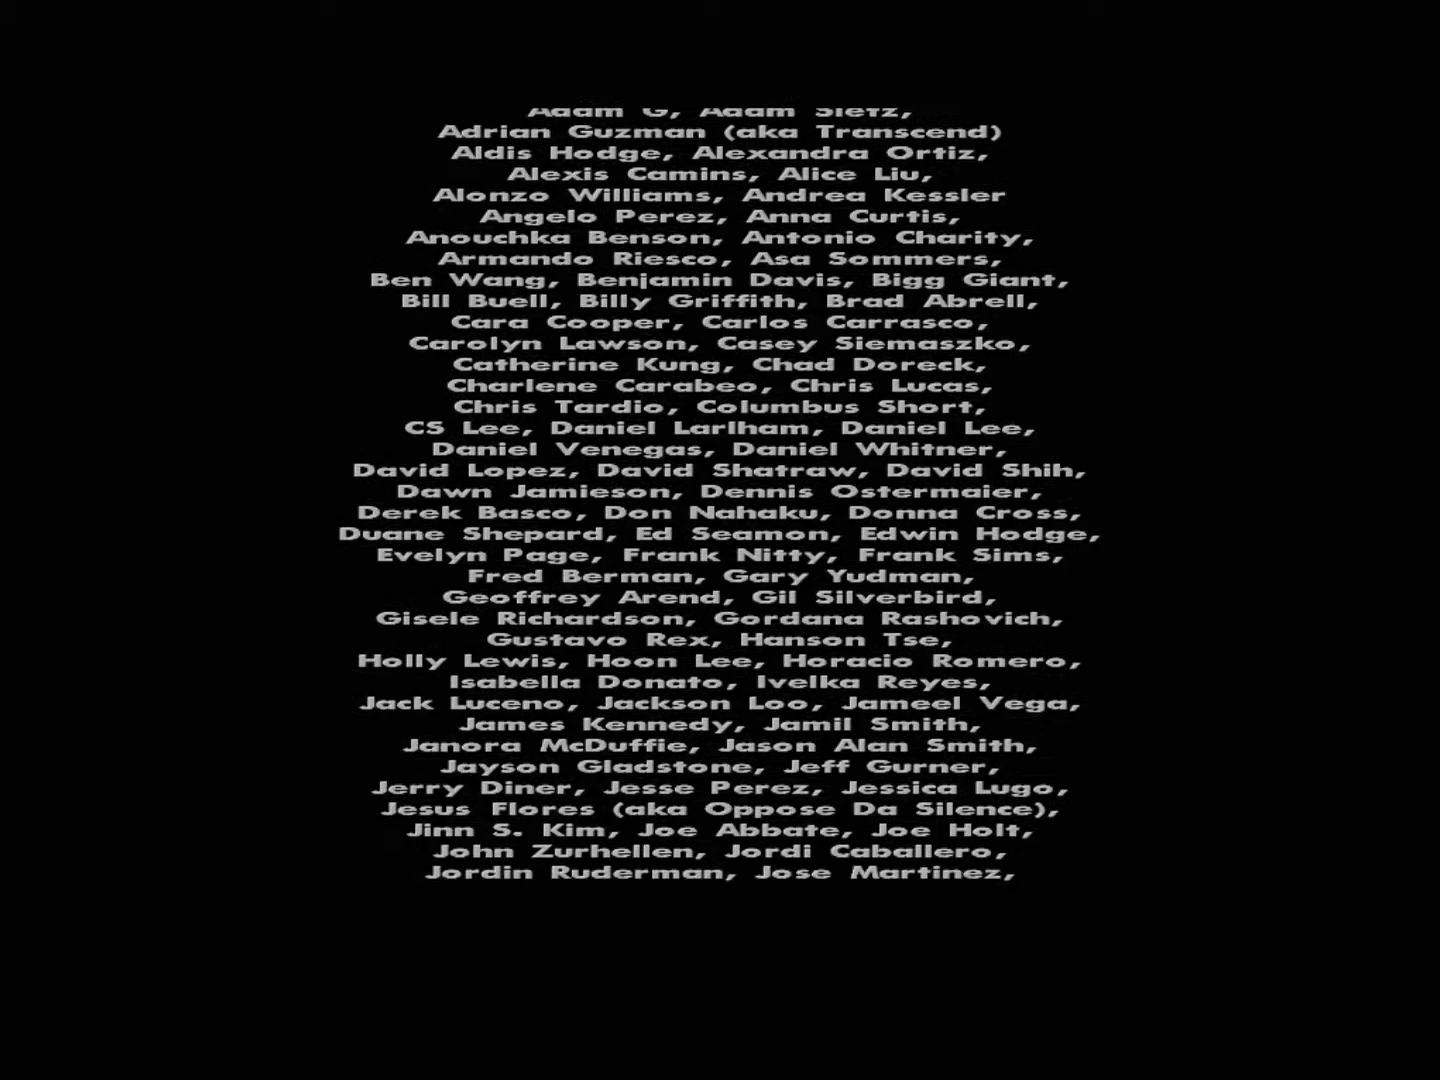 Adam G, Adam Sietz,
Adrian Guzman (aka Transcend)
Aldis Hodge, Alexandra Ortiz,
Alexis Camins, Alice Liu,
Alonzo Williams, Andrea Kessler
Angelo Perez, Anna Curtis,
Anouchka Benson, Antonio Charity,
Armando Riesco, Asa Sommers,
Ben Wang, Benjamin Davis, Bigg Giant,
Bill Buell, Billy Griffith, Brad Abrell,
Cara Cooper, Carlos Carrasco,
Carolyn Lawson, Casey Siemaszko,
Catherine Kung, Chad Doreck,
Charlene Carabeo, Chris Lucas,
Chris Tardio, Columbus Short,
CS Lee, Daniel Larlham, Daniel Lee,
Daniel Venegas, Daniel Whitner,
David Lopez, David Shatraw, David Shih,
Dawn Jamieson, Dennis Ostermaier,
Derek Basco, Don Nahaku, Donna Cross,
Duane Shepard, Ed Seamon, Edwin Hodge,
Evelyn Page, Frank Nitty, Frank Sims,
Fred Berman, Gary Yudman,
Geoffrey Arend, Gil Silverbird,
Gisele Richardson, Gordana Rashovich,
Gustavo Rex, Hanson Tse,
Holly Lewis, Hoon Lee, Horacio Romero,
Isabella Donato, Ivelka Reyes,
Jack Luceno, Jackson Loo, Jameel Vega,
James Kennedy, Jamil Smith,
Janora McDuffie, Jason Alan Smith,
Jayson Gladstone, Jeff Gurner,
Jerry Diner, Jesse Perez, Jessica Lugo,
Jesus Flores (aka Oppose Da Silence),
Jinn S. Kim, Joe Abbate, Joe Holt,
John Zurhellen, Jordi Caballero,
Jordin Ruderman, Jose Martinez,